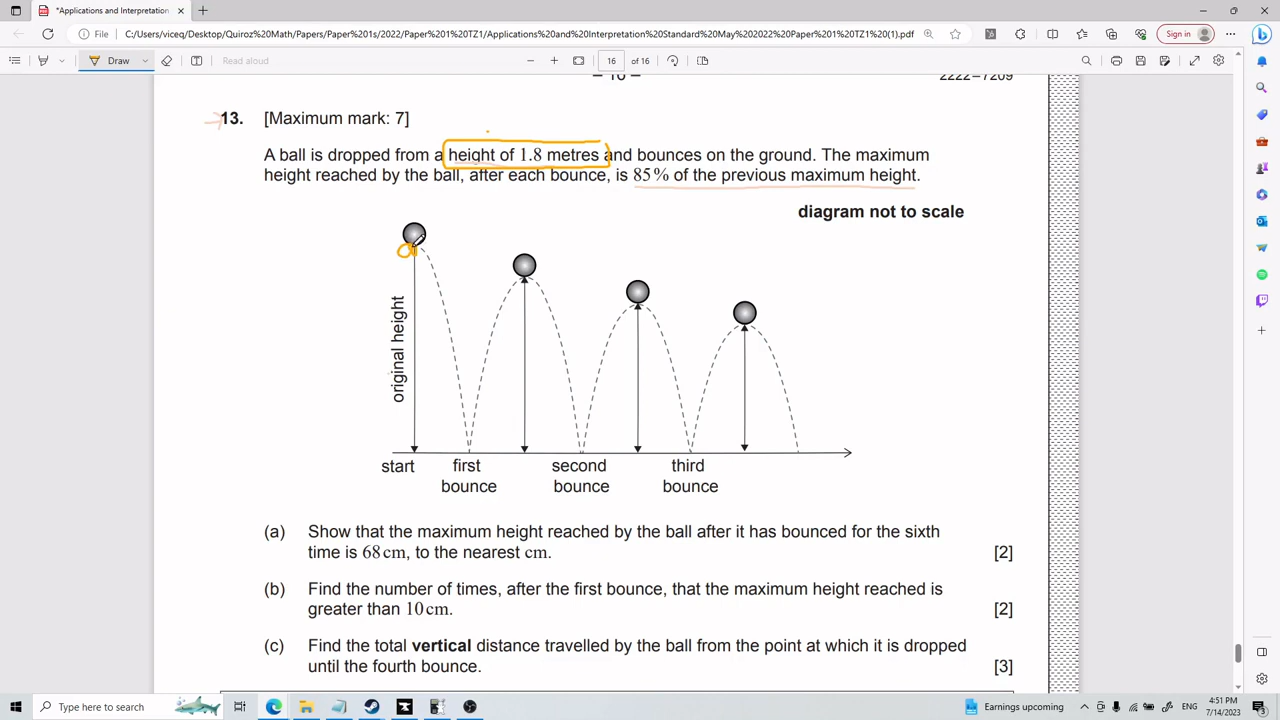 *Applications and Interpretation
File
C:/Users/viceq/Desktop/Quiroz%20Math/Papers/Paper%201s/2022/Paper%201%20TZ1/Applications%20and%20Interpretation%20Standard%20May%202022%20Paper%201%20TZ1%20(1).pdf
Sign in
Draw
Read aloud
16
of 16
– 16 –
2222–7209
13. [Maximum mark: 7]
A ball is dropped from a height of 1.8 metres and bounces on the ground. The maximum
height reached by the ball, after each bounce, is 85% of the previous maximum height.
diagram not to scale
original height
start
first
bounce
second
bounce
third
bounce
(a) Show that the maximum height reached by the ball after it has bounced for the sixth
time is 68 cm, to the nearest cm. [2]
(b) Find the number of times, after the first bounce, that the maximum height reached is
greater than 10 cm. [2]
(c) Find the total vertical distance travelled by the ball from the point at which it is dropped
until the fourth bounce. [3]
Type here to search
Earnings upcoming
4:51 PM
7/14/2023